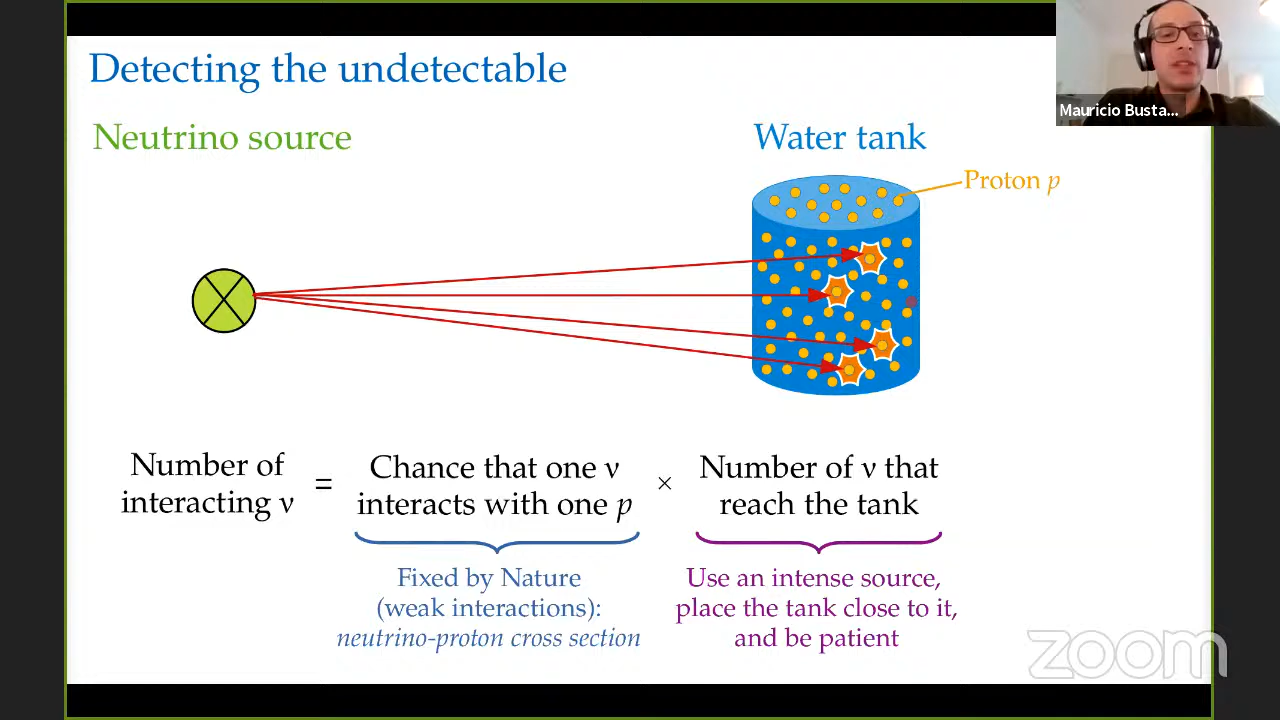 Detecting the undetectable
Mauricio Busta...
Neutrino source
Water tank
Proton p
Number of
interacting ν
=
Chance that one ν
interacts with one p
×
Number of ν that
reach the tank
Fixed by Nature
(weak interactions):
neutrino-proton cross section
Use an intense source,
place the tank close to it,
and be patient
zoom